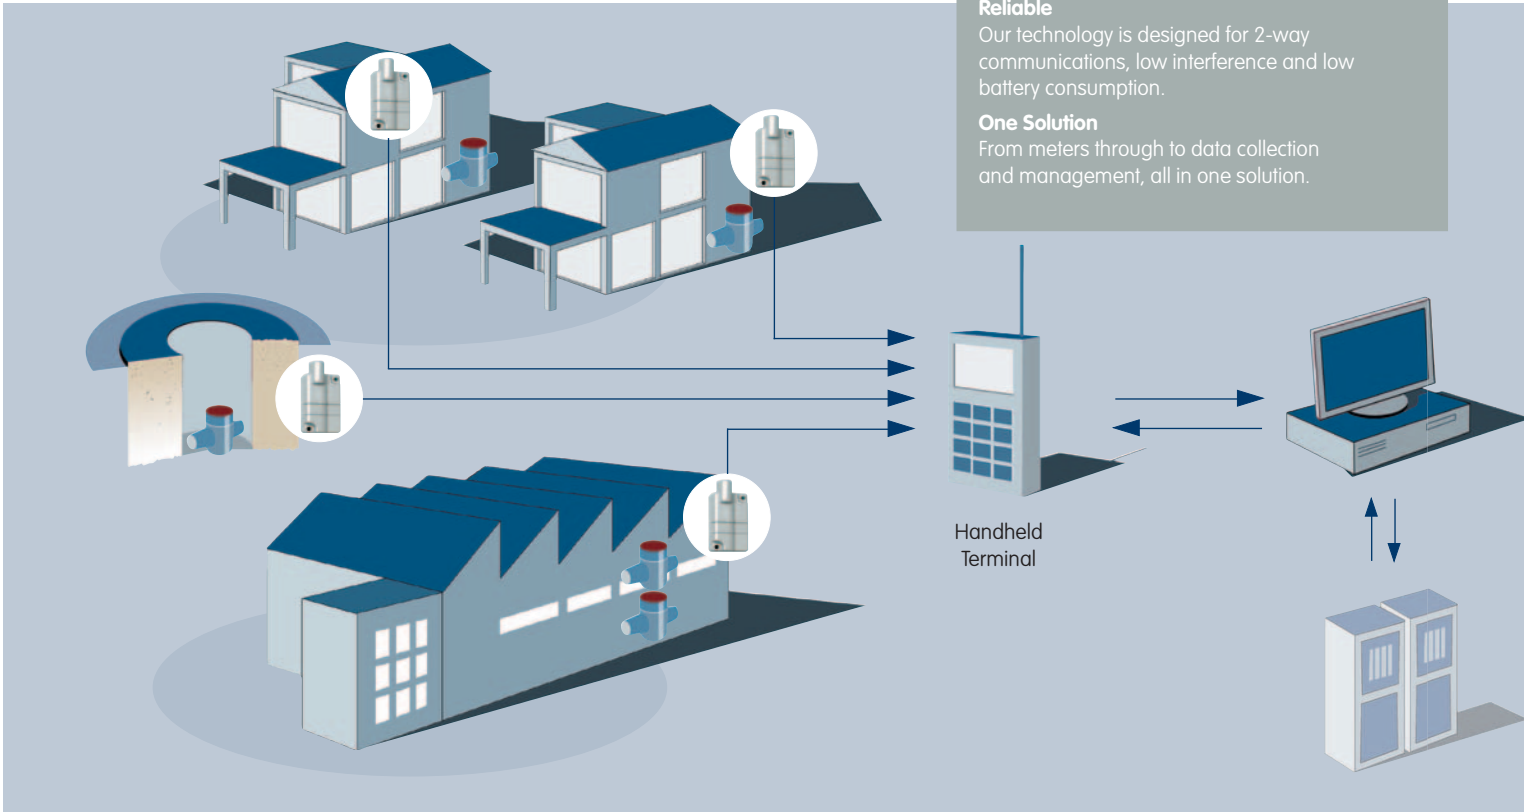 Reliable
Our technology is designed for 2-way
communications, low interference and low
battery consumption.
One Solution
From meters through to data collection
and management, all in one solution.
Handheld
Terminal